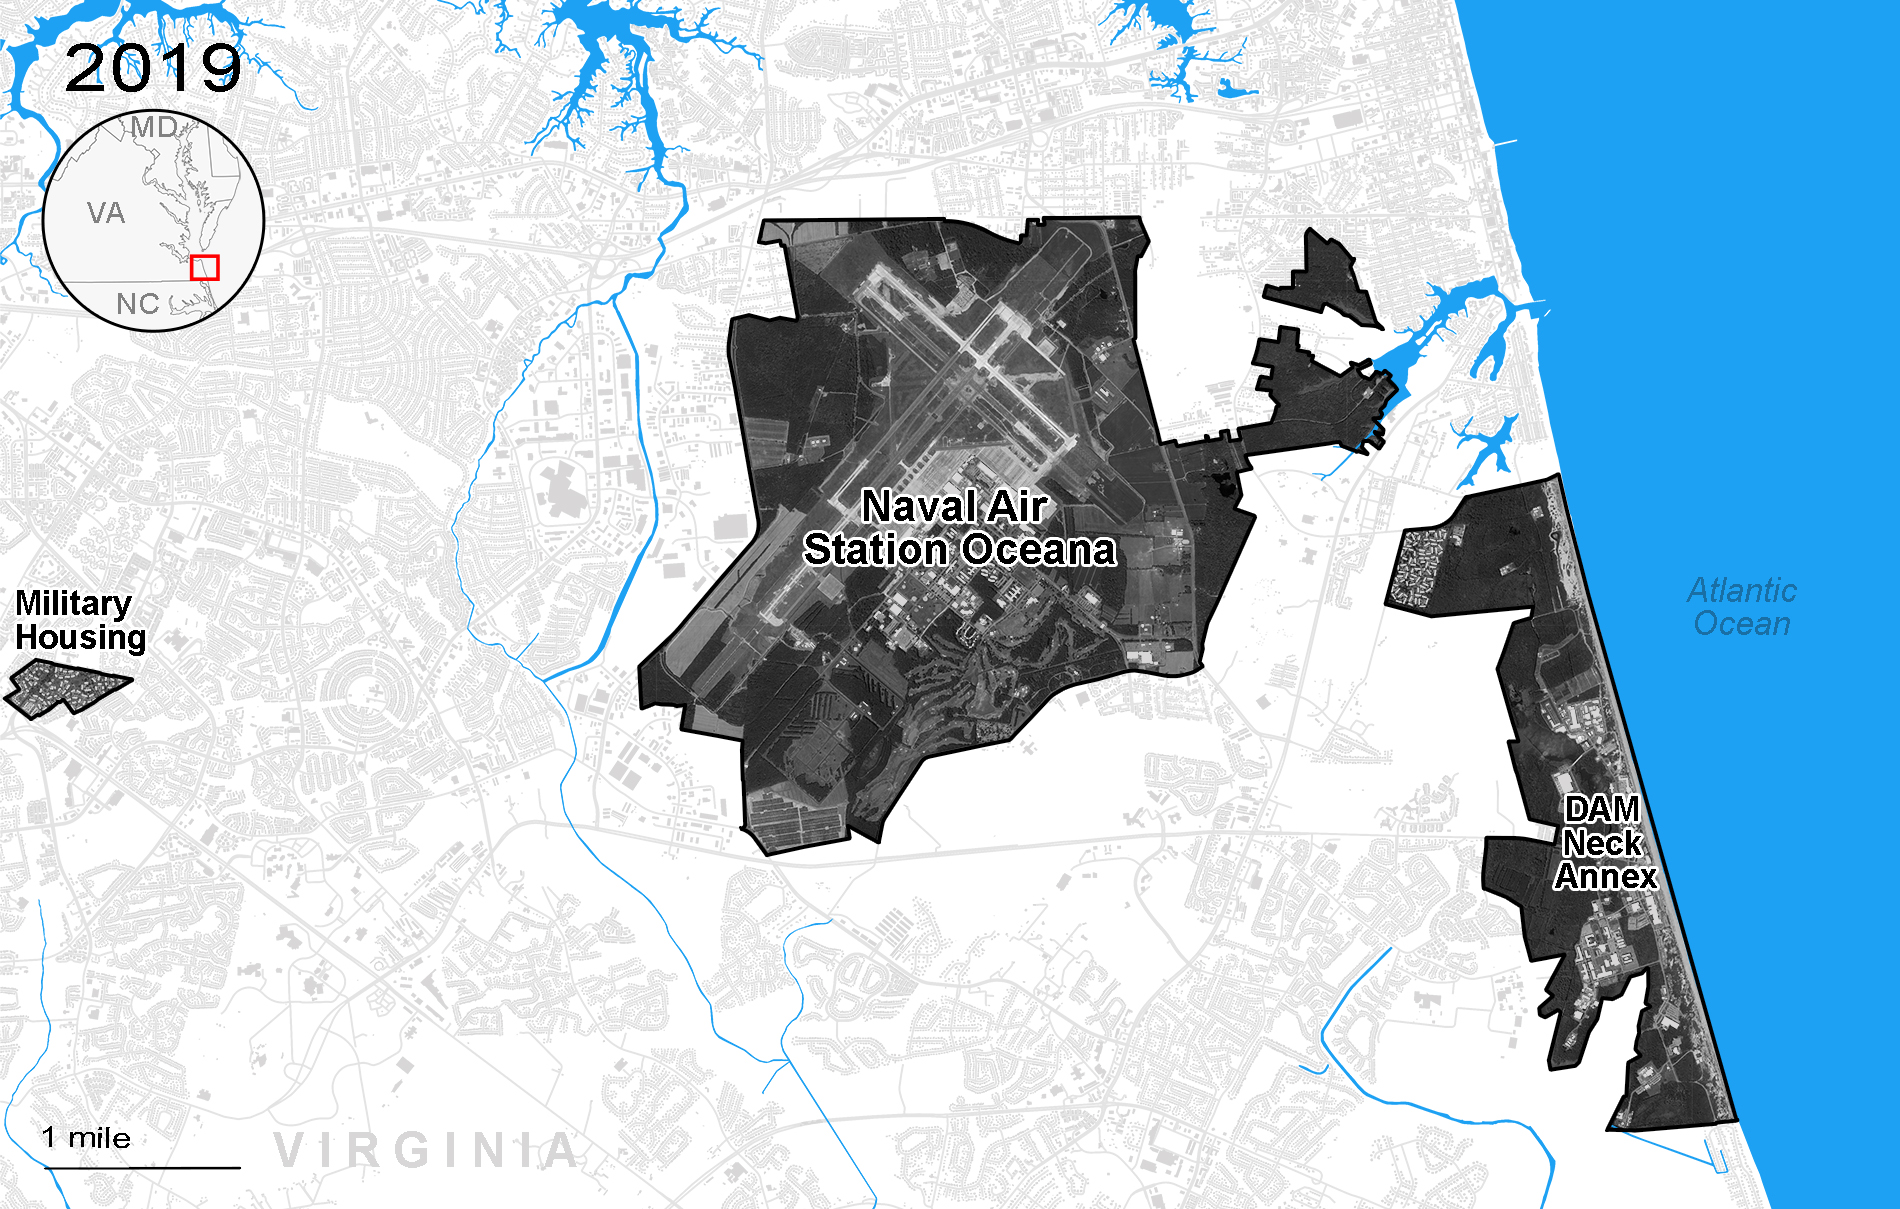 2019
MD
VA
NC
Naval Air
Station Oceana
Military
Housing
Atlantic
Ocean
DAM
Neck
Annex
1 mile
VIRGINIA